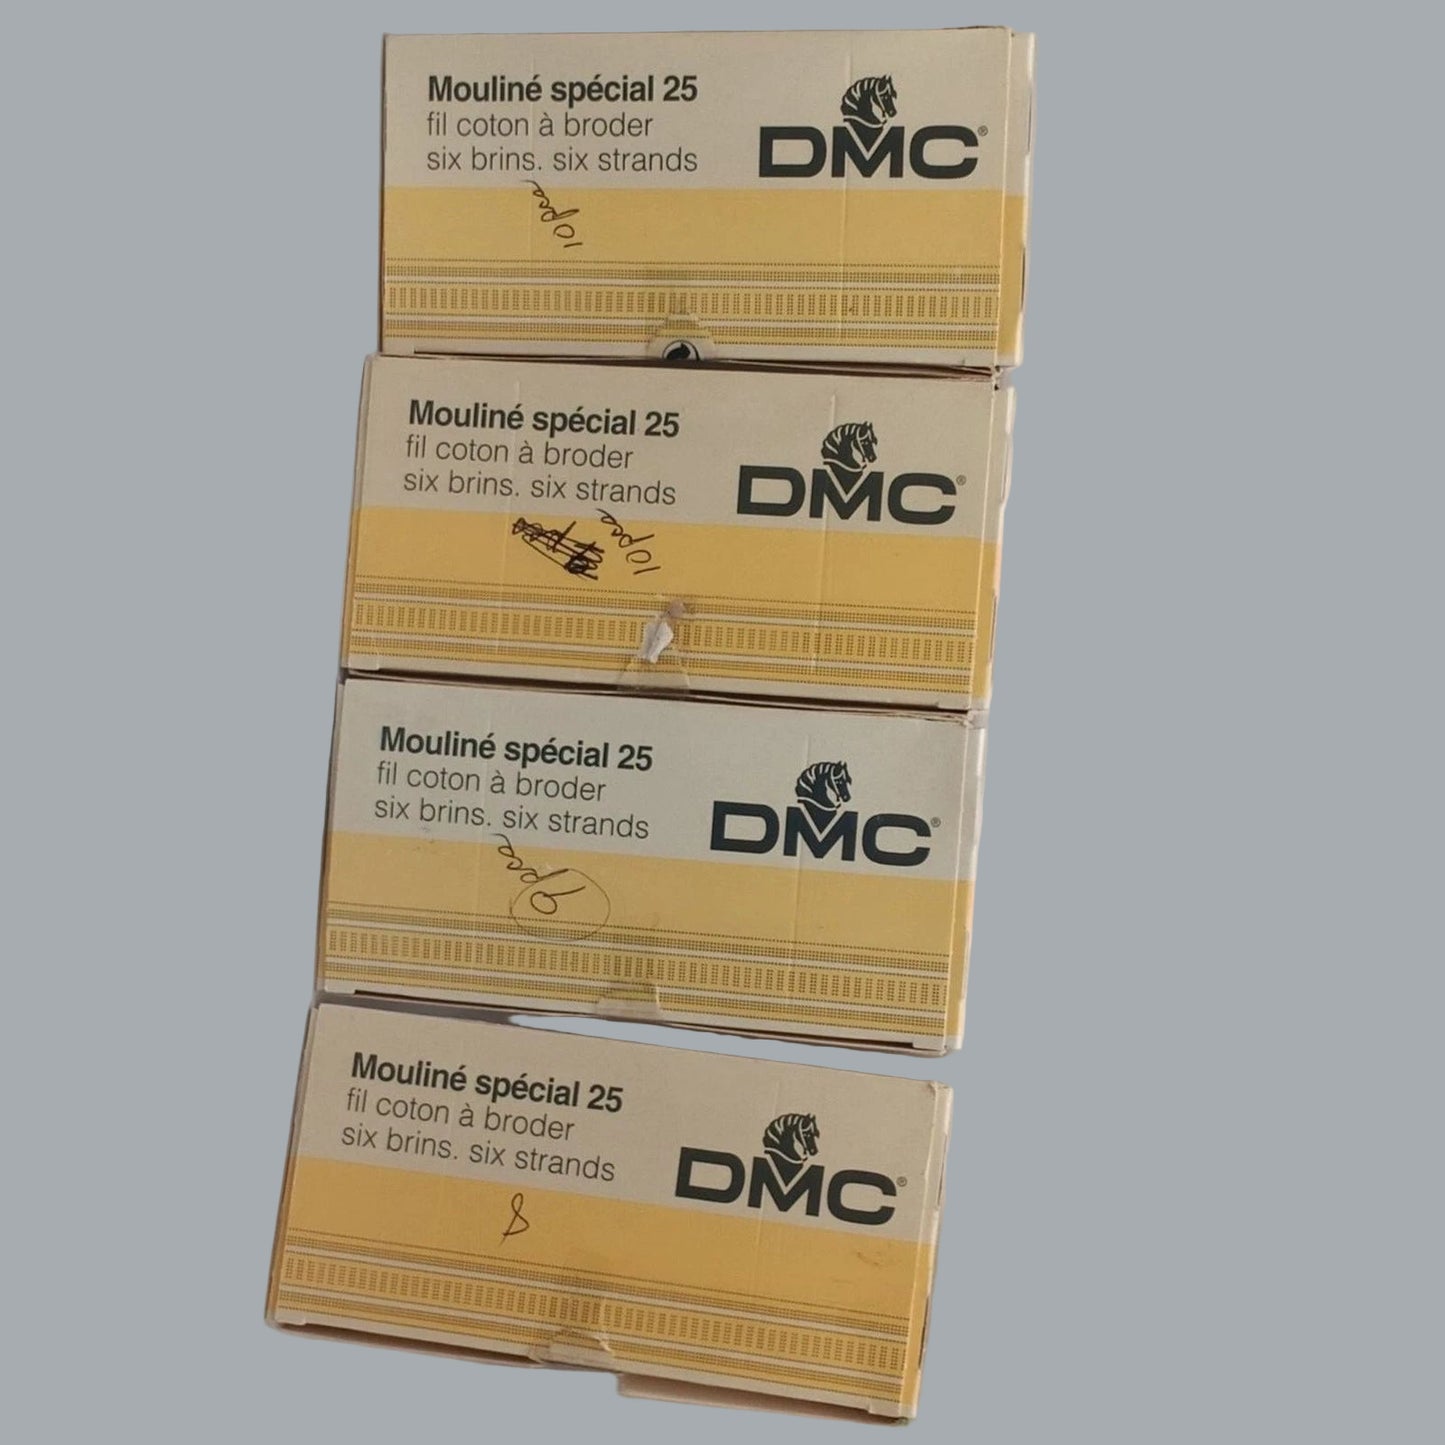 Mouliné spécial 25
fil coton à broder
six brins. six strands
DMC®
10pcs
Mouliné spécial 25
fil coton à broder
six brins. six strands
DMC®
10pcs
Mouliné spécial 25
fil coton à broder
six brins. six strands
DMC®
9pcs
Mouliné spécial 25
fil coton à broder
six brins. six strands
DMC®
8